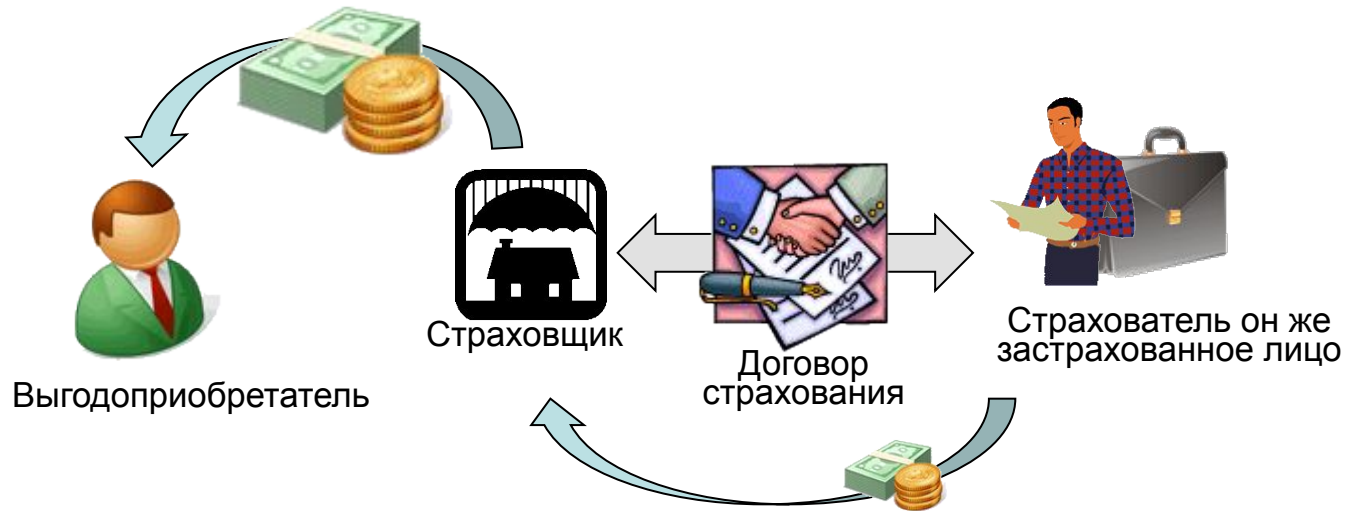 Страховщик
Договор
страхования
Страхователь он же
застрахованное лицо
Выгодоприобретатель